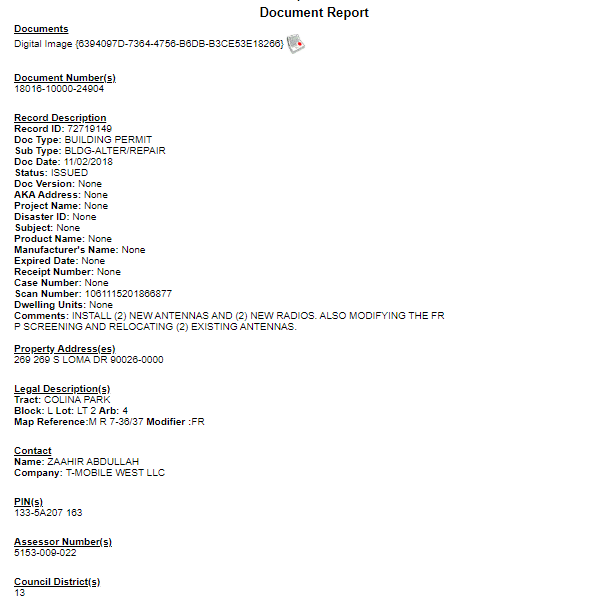 Document Report
Documents
Digital Image {6394097D-7364-4756-B6DB-B3CE53E18266}
Document Number(s)
18016-10000-24904
Record Description
Record ID: 72719149
Doc Type: BUILDING PERMIT
Sub Type: BLDG-ALTER/REPAIR
Doc Date: 11/02/2018
Status: ISSUED
Doc Version: None
AKA Address: None
Project Name: None
Disaster ID: None
Subject: None
Product Name: None
Manufacturer's Name: None
Expired Date: None
Receipt Number: None
Case Number: None
Scan Number: 1061115201866877
Dwelling Units: None
Comments: INSTALL (2) NEW ANTENNAS AND (2) NEW RADIOS. ALSO MODIFYING THE FR
P SCREENING AND RELOCATING (2) EXISTING ANTENNAS.
Property Address(es)
269 269 S LOMA DR 90026-0000
Legal Description(s)
Tract: COLINA PARK
Block: L Lot: LT 2 Arb: 4
Map Reference:M R 7-36/37 Modifier :FR
Contact
Name: ZAAHIR ABDULLAH
Company: T-MOBILE WEST LLC
PIN(s)
133-5A207 163
Assessor Number(s)
5153-009-022
Council District(s)
13